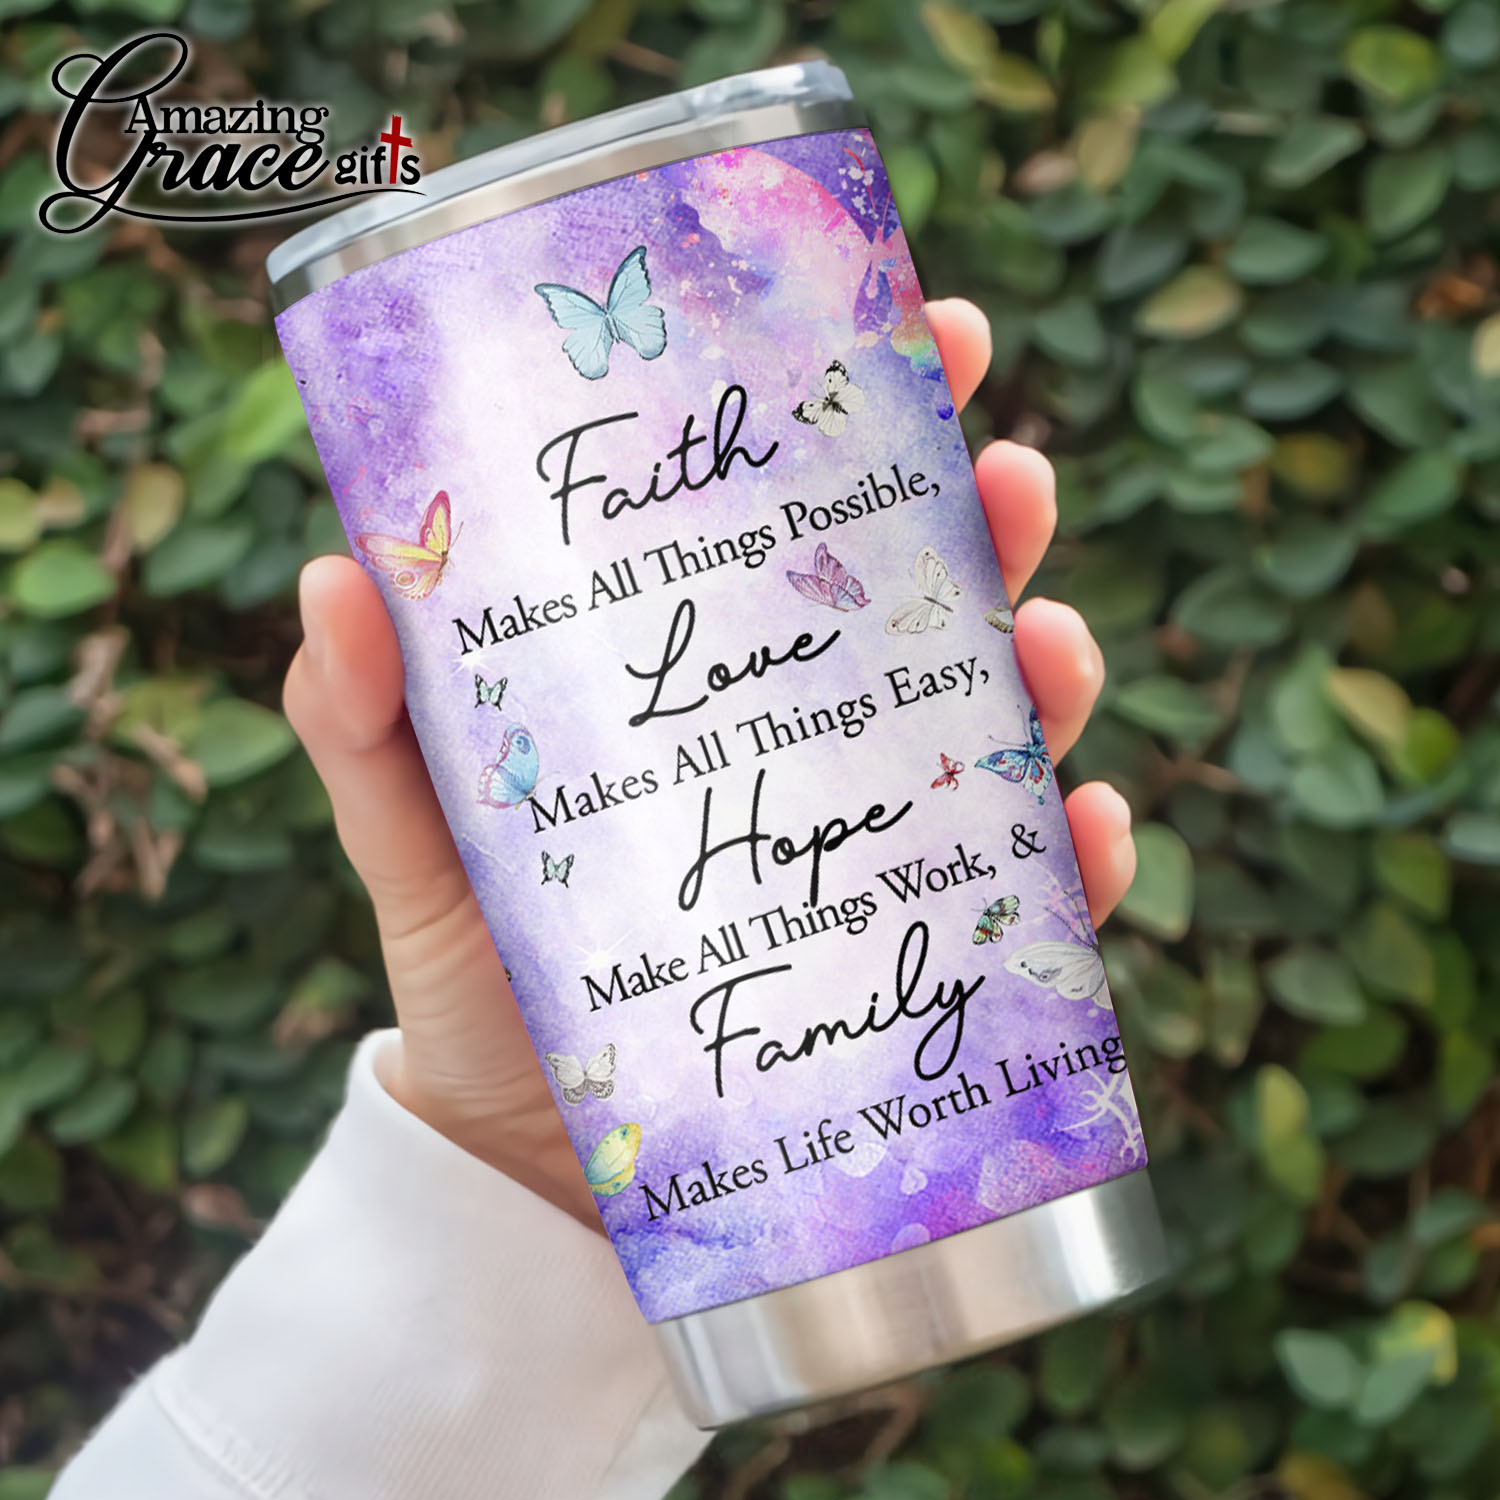 Amazing
Grace gifts
Faith
Makes All Things Possible,
Love
Makes All Things Easy,
Hope
Make All Things Work, &
Family
Makes Life Worth Living